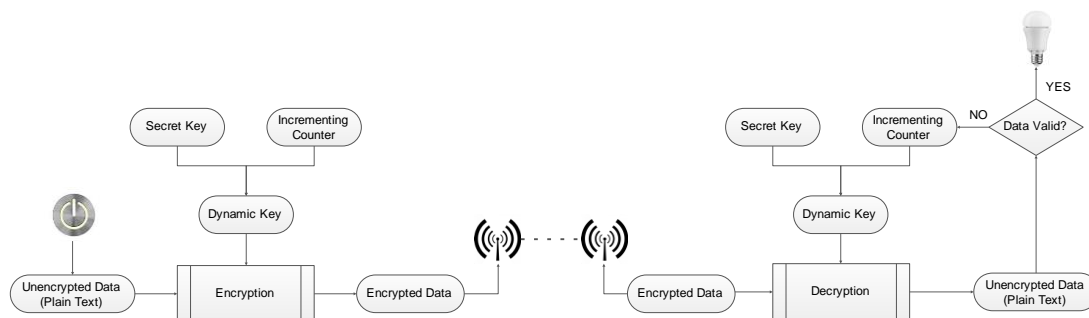 YES
Secret Key
Incrementing
Counter
Secret Key
Incrementing
Counter
NO
Data Valid?
Dynamic Key
Dynamic Key
Unencrypted Data
(Plain Text)
Encryption
Encrypted Data
Encrypted Data
Decryption
Unencrypted Data
(Plain Text)